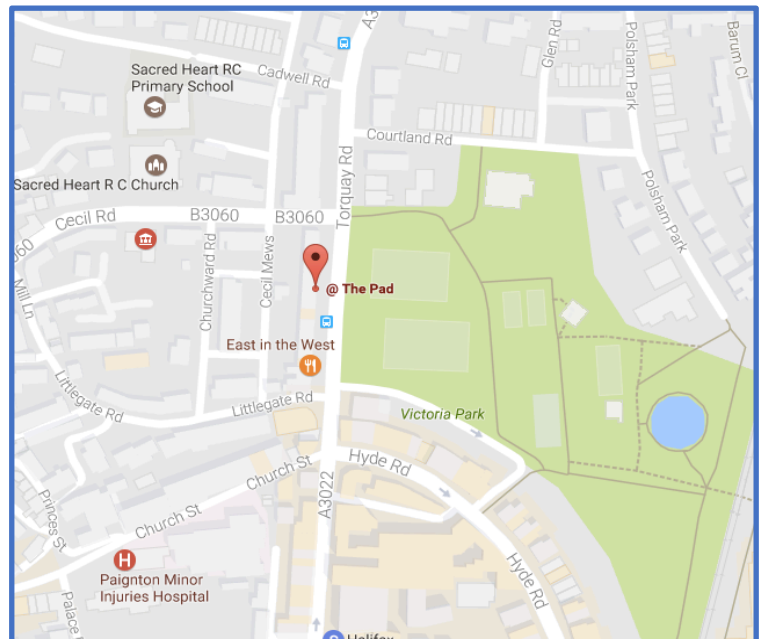 A3
Glen Rd
Polsham Park
Barum Cl
Sacred Heart RC
Primary School
Cadwell Rd
Courtland Rd
Torquay Rd
Sacred Heart R C Church
Polsham Park
Cecil Rd
B3060
B3060
60
Mill Ln
Churchward Rd
Cecil Mews
@ The Pad
East in the West
Littlegate Rd
Littlegate Rd
Victoria Park
Hyde Rd
Church St
A3022
Princes St
Church St
H
Hyde Rd
Paignton Minor
Injuries Hospital
Palace
Halifax